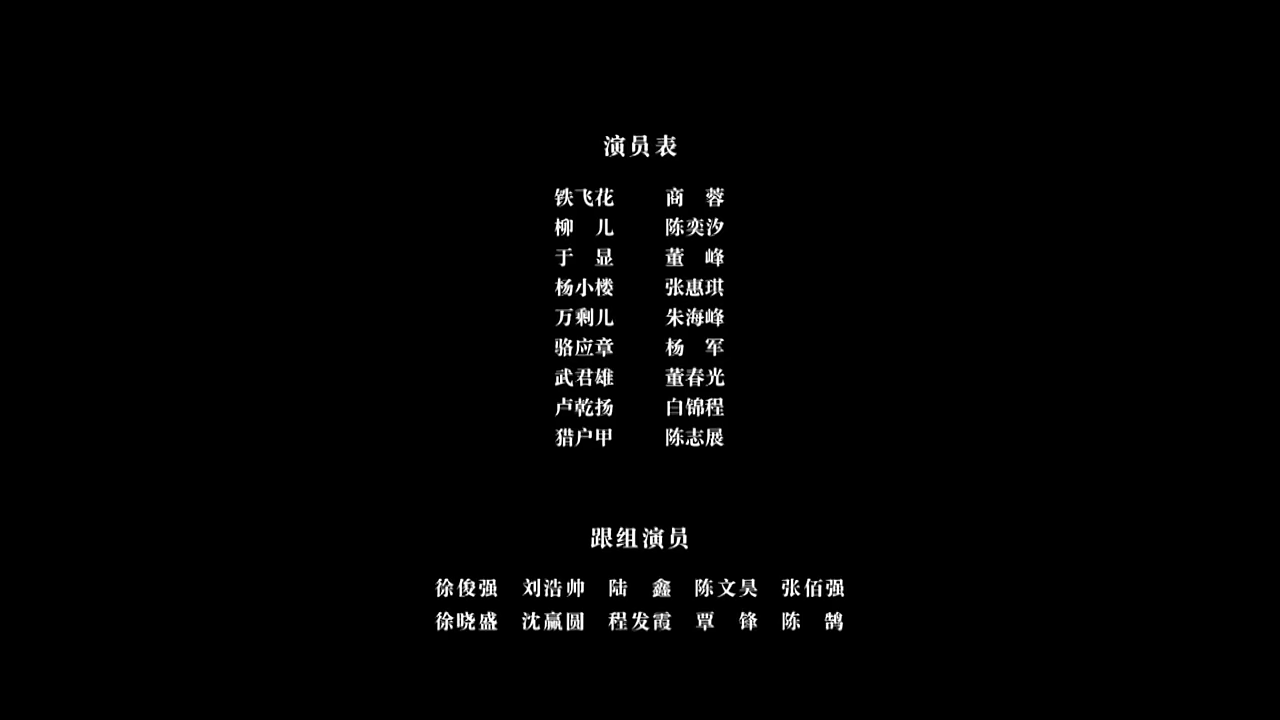 演员表
铁飞花 商 蓉
柳 儿 陈奕汐
于 显 董 峰
杨小楼 张惠琪
万剩儿 朱海峰
骆应章 杨 军
武君雄 董春光
卢乾扬 白锦程
猎户甲 陈志展
跟组演员
徐俊强 刘浩帅 陆 鑫 陈文昊 张佰强
徐晓盛 沈赢圆 程发霞 覃 锋 陈 鹄